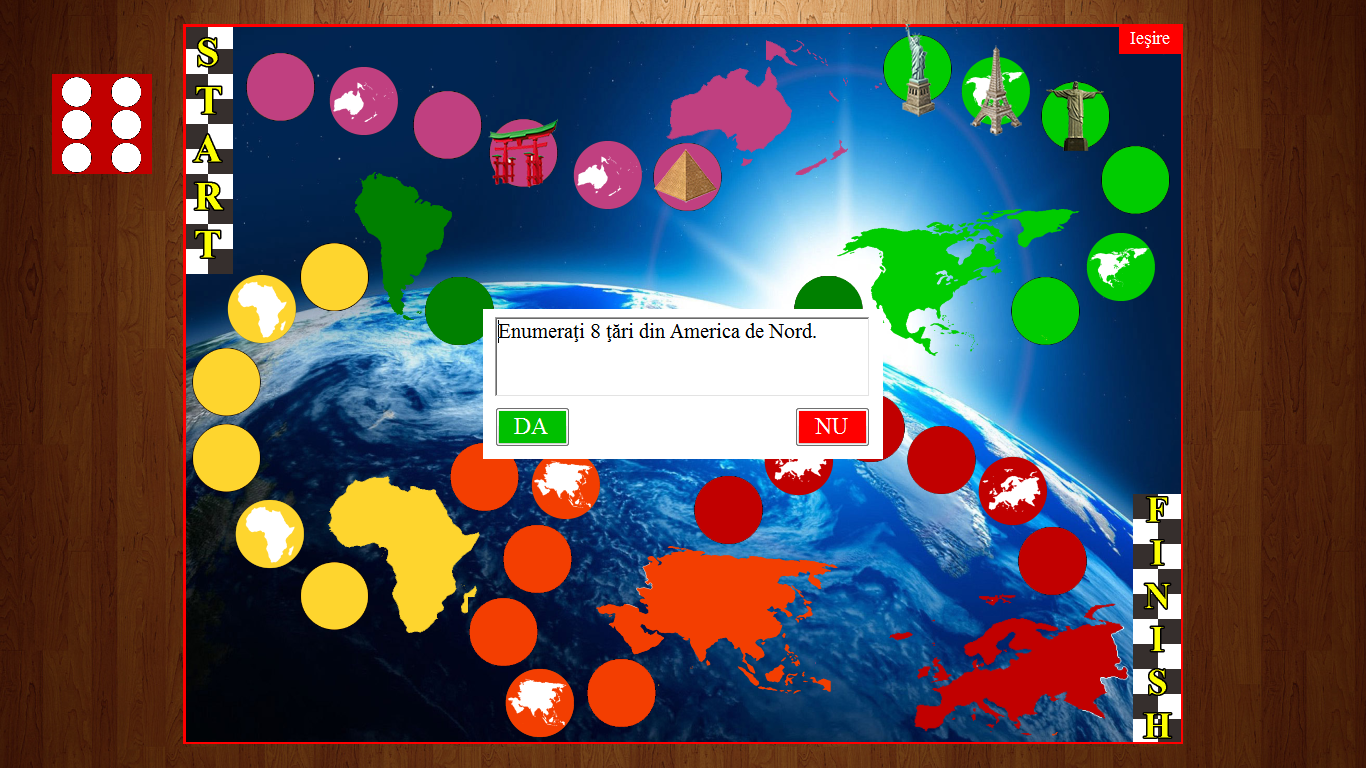 START
Ieşire
Enumeraţi 8 ţări din America de Nord.
DA
NU
FINISH